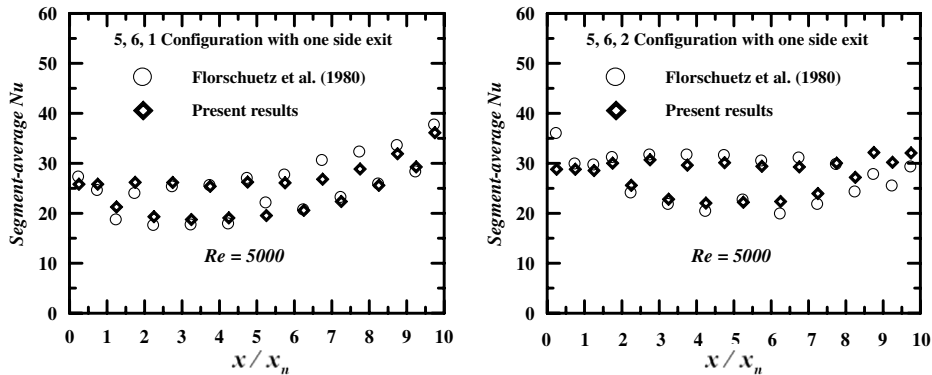 60
50
40
30
20
10
0
Segment-average Nu
5, 6, 1 Configuration with one side exit
Florschuetz et al. (1980)
Present results
Re = 5000
0 1 2 3 4 5 6 7 8 9 10
x / x_n
60
50
40
30
20
10
0
Segment-average Nu
5, 6, 2 Configuration with one side exit
Florschuetz et al. (1980)
Present results
Re = 5000
0 1 2 3 4 5 6 7 8 9 10
x / x_n